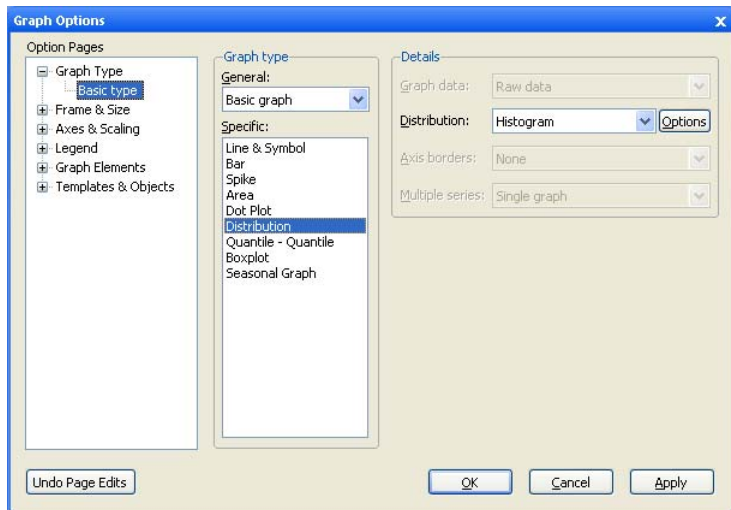 Graph Options
x
Option Pages
Graph Type
Basic type
Frame & Size
Axes & Scaling
Legend
Graph Elements
Templates & Objects
Graph type
General:
Basic graph
Specific:
Line & Symbol
Bar
Spike
Area
Dot Plot
Distribution
Quantile - Quantile
Boxplot
Seasonal Graph
Details
Graph data: Raw data
Distribution: Histogram Options
Axis borders: None
Multiple series: Single graph
Undo Page Edits
OK Cancel Apply